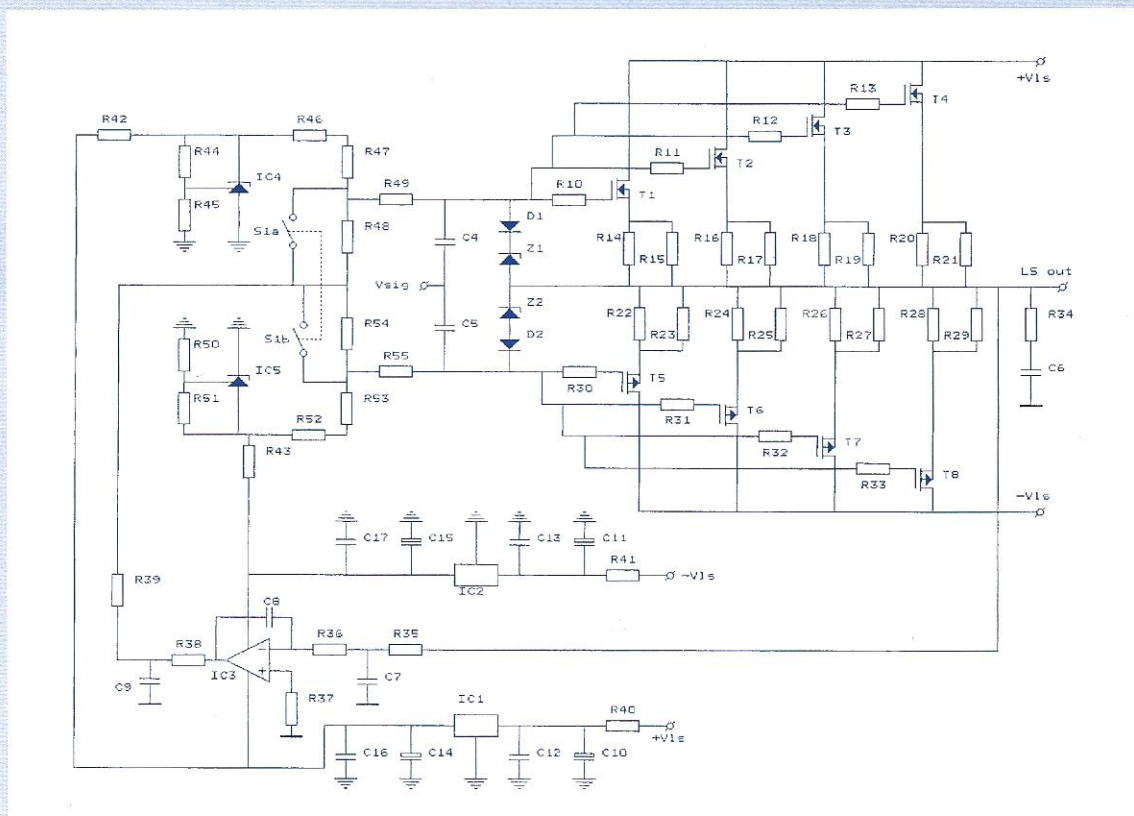 +Vls
R13
T4
R42
R46
R12
T3
R44
R47
R11
T2
IC4
R49
R10
T1
R45
D1
S1a
R48
C4
R14
R15
R16
R17
R18
R19
R20
R21
Z1
LS out
Vsig
Z2
R22
R23
R24
R25
R26
R27
R28
R29
R34
R54
C5
R50
S1b
D2
R55
IC5
R30
T5
C6
R51
R52
R53
R31
T6
R43
R32
T7
R33
T8
-Vls
C17
C15
C13
C11
R41
-Vls
IC2
R39
C8
R38
R36
R35
-
+
IC3
C9
R37
C7
IC1
R40
+Vls
C16
C14
C12
C10